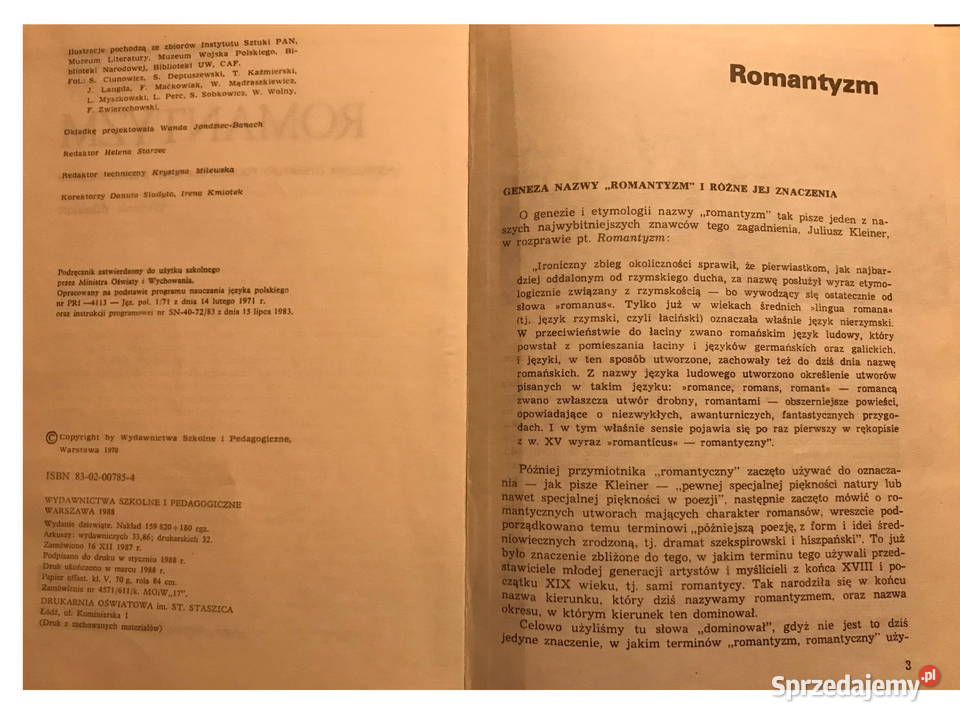 Ilustracje pochodzą ze zbiorów Instytutu Sztuki PAN,
Muzeum Literatury, Muzeum Wojska Polskiego, Bi-
blioteki Narodowej, Biblioteki UW, CAF.
Fot.: S. Ciunowicz, S. Deptuszewski, T. Kaźmierski,
J. Langda, F. Maćkowiak, W. Mądraszkiewicz,
L. Myszkowski, L. Perc, S. Sobkowicz, W. Wolny,
F. Zwierzchowski.
Okładkę projektowała Wanda Jondziec-Banach
Redaktor Helena Starzec
Redaktor techniczny Krystyna Milewska
Korektorzy Danuta Sladyło, Irena Kmiotek
Podręcznik zatwierdzony do użytku szkolnego
przez Ministra Oświaty i Wychowania.
Opracowany na podstawie programu nauczania języka polskiego
nr PR1 —4113 — Jęz. pol. 1/71 z dnia 14 lutego 1971 r.
oraz instrukcji programowej nr SN-40-72/83 z dnia 15 lipca 1983.
© Copyright by Wydawnictwa Szkolne i Pedagogiczne,
Warszawa 1978
ISBN 83-02-00785-4
WYDAWNICTWA SZKOLNE I PEDAGOGICZNE
WARSZAWA 1988
Wydanie dziewiąte. Nakład 159 820+180 egz.
Arkuszy: wydawniczych 33,86; drukarskich 32.
Zamówiono 16 XII 1987 r.
Podpisano do druku w styczniu 1988 r.
Druk ukończono w marcu 1988 r.
Papier offset. kl. V, 70 g, rola 84 cm.
Zamówienie nr 4571/611/k. MOiW„17".
DRUKARNIA OŚWIATOWA im. ST. STASZICA
Łódź, ul. Kominiarska 1
(Druk z zachowanych materiałów)
Romantyzm
GENEZA NAZWY „ROMANTYZM" I RÓŻNE JEJ ZNACZENIA
O genezie i etymologii nazwy „romantyzm" tak pisze jeden z na-
szych najwybitniejszych znawców tego zagadnienia, Juliusz Kleiner,
w rozprawie pt. Romantyzm:
„Ironiczny zbieg okoliczności sprawił, że pierwiastkom, jak najbar-
dziej oddalonym od rzymskiego ducha, za nazwę posłużył wyraz etymo-
logicznie związany z rzymskością — bo wywodzący się ostatecznie od
słowa »romanus«. Tylko już w wiekach średnich »lingua romana«
(tj. język rzymski, czyli łaciński) oznaczała właśnie język nierzymski.
W przeciwieństwie do łaciny zwano romańskim język ludowy, który
powstał z pomieszania łaciny i języków germańskich oraz galickich.
I języki, w ten sposób utworzone, zachowały też do dziś dnia nazwę
romańskich. Z nazwy języka ludowego utworzono określenie utworów
pisanych w takim języku: »romance, romans, romant« — romancą
zwano zwłaszcza utwór drobny, romantami — obszerniejsze powieści,
opowiadające o niezwykłych, awanturniczych, fantastycznych przygo-
dach. I w tym właśnie sensie pojawia się po raz pierwszy w rękopisie
z w. XV wyraz »romanticus« — romantyczny".
Później przymiotnika „romantyczny" zaczęto używać do oznacza-
nia — jak pisze Kleiner — „pewnej specjalnej piękności natury lub
nawet specjalnej piękności w poezji", następnie zaczęto mówić o ro-
mantycznych utworach mających charakter romansów, wreszcie pod-
porządkowano temu terminowi „późniejszą poezję, z form i idei śred-
niowiecznych zrodzoną, tj. dramat szekspirowski i hiszpański". To już
było znaczenie zbliżone do tego, w jakim terminu tego używali przed-
stawiciele młodej generacji artystów i myślicieli z końca XVIII i po-
czątku XIX wieku, tj. sami romantycy. Tak narodziła się w końcu
nazwa kierunku, który dziś nazywamy romantyzmem, oraz nazwa
okresu, w którym kierunek ten dominował.
Celowo użyliśmy tu słowa „dominował", gdyż nie jest to dziś
jedyne znaczenie, w jakim terminów „romantyzm, romantyczny" uży-
3
Sprzedajemy.pl